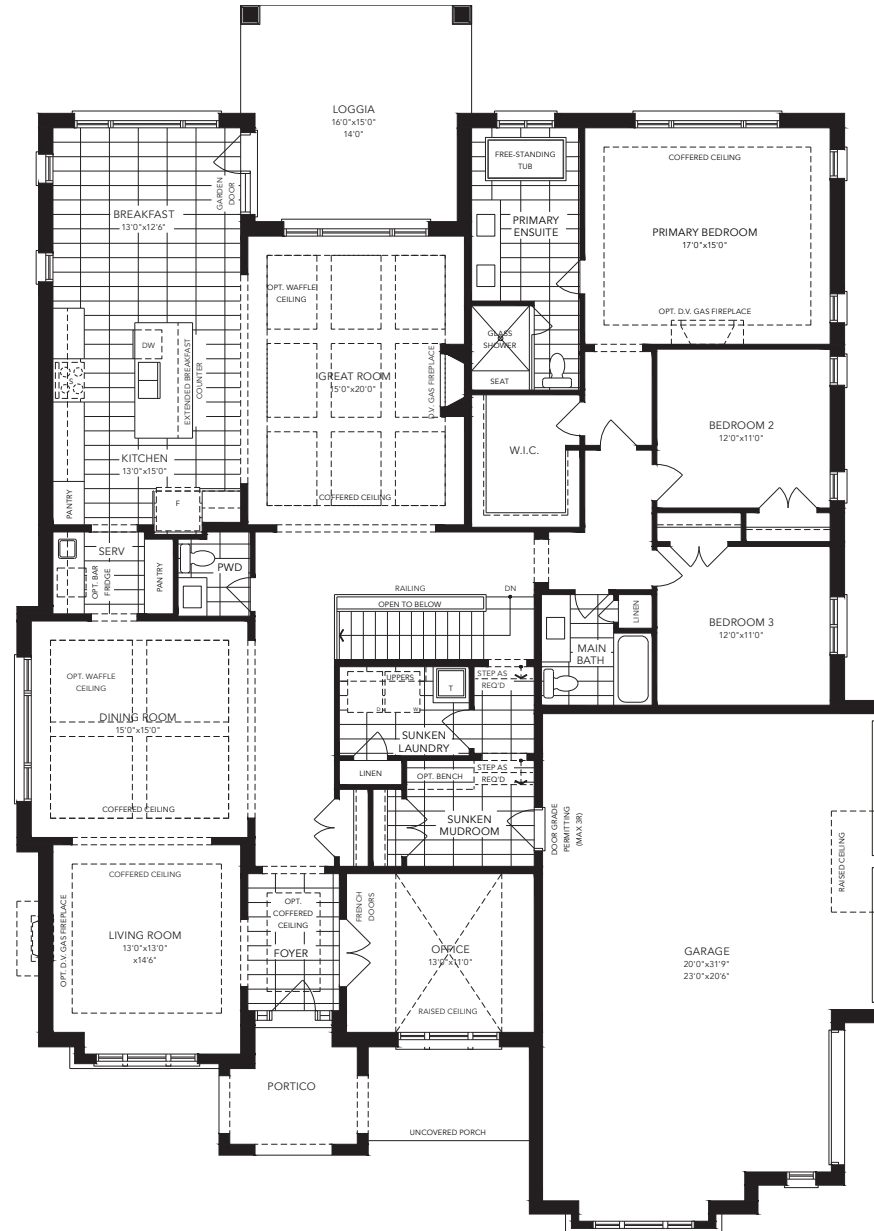 LOGGIA
16'0"x15'0"
14'0"
FREE-STANDING
TUB
COFFERED CEILING
GARDEN
DOOR
BREAKFAST
13'0"x12'6"
PRIMARY
ENSUITE
PRIMARY BEDROOM
17'0"x15'0"
OPT. WAFFLE
CEILING
OPT. D.V. GAS FIREPLACE
DW
EXTENDED BREAKFAST
COUNTER
GLASS
SHOWER
GREAT ROOM
15'0"x20'0"
D.V. GAS FIREPLACE
S
SEAT
BEDROOM 2
12'0"x11'0"
KITCHEN
13'0"x15'0"
W.I.C.
PANTRY
F
COFFERED CEILING
SERV
OPT. BAR
FRIDGE
PANTRY
PWD
RAILING
DN
OPEN TO BELOW
LINEN
BEDROOM 3
12'0"x11'0"
MAIN
BATH
OPT. WAFFLE
CEILING
UPPERS
T
STEP AS
REQ'D
D
W
DINING ROOM
15'0"x15'0"
SUNKEN
LAUNDRY
LINEN
OPT. BENCH
STEP AS
REQ'D
COFFERED CEILING
SUNKEN
MUDROOM
DOOR GRADE
PERMITTING
(MAX 3R)
RAISED CEILING
COFFERED CEILING
OPT. D.V. GAS FIREPLACE
LIVING ROOM
13'0"x13'0"
x14'6"
OPT.
COFFERED
CEILING
FOYER
FRENCH
DOORS
OFFICE
13'0"x11'0"
RAISED CEILING
GARAGE
20'0"x31'9"
23'0"x20'6"
PORTICO
UNCOVERED PORCH